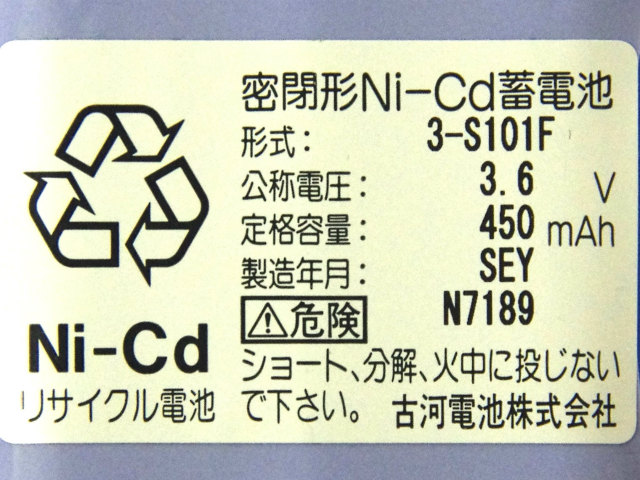 密閉形Ni-Cd蓄電池
形式: 3-S101F
公称電圧: 3.6 V
定格容量: 450 mAh
製造年月: SEY
N7189
⚠危険
ショート、分解、火中に投じない
で下さい。 古河電池株式会社
Ni-Cd
リサイクル電池